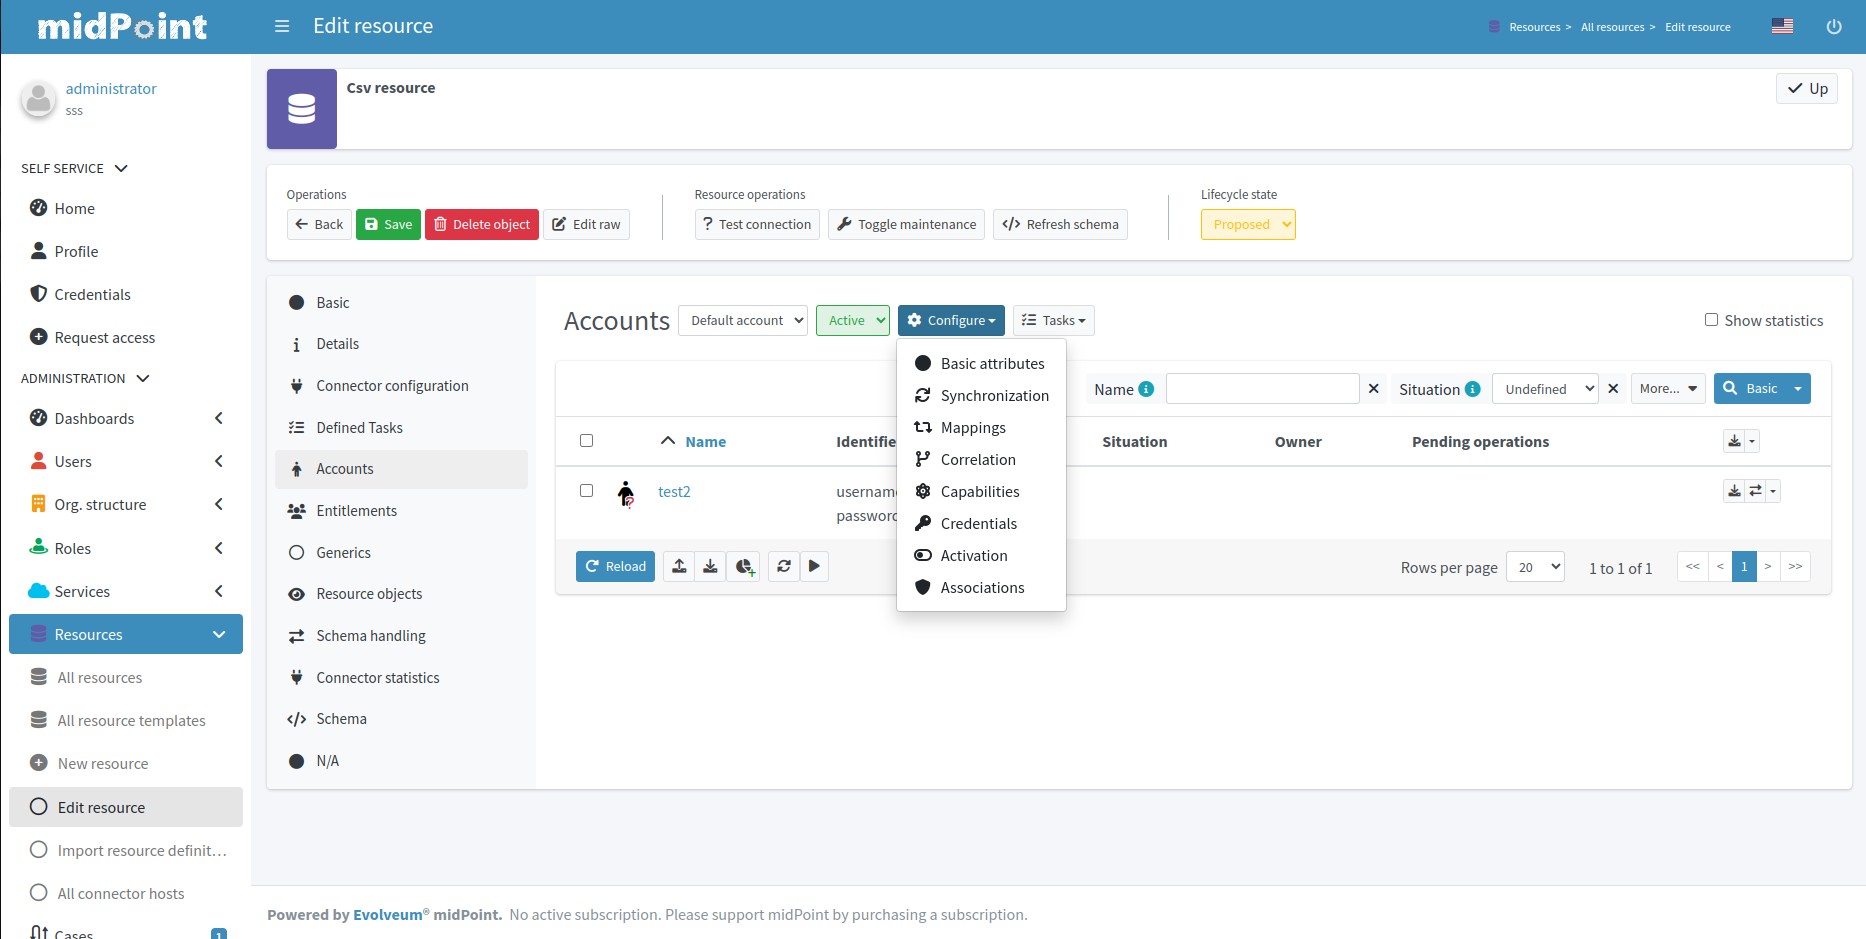 midPoint
Edit resource
Resources > All resources > Edit resource
administrator
sss
SELF SERVICE
Home
Profile
Credentials
Request access
ADMINISTRATION
Dashboards
Users
Org. structure
Roles
Services
Resources
All resources
All resource templates
New resource
Edit resource
Import resource definit...
All connector hosts
Cases 1
Csv resource
Up
Operations
Back Save Delete object Edit raw
Resource operations
? Test connection Toggle maintenance Refresh schema
Lifecycle state
Proposed
Basic
Details
Connector configuration
Defined Tasks
Accounts
Entitlements
Generics
Resource objects
Schema handling
Connector statistics
Schema
N/A
Accounts Default account Active Configure Tasks Show statistics
Basic attributes
Synchronization
Mappings
Correlation
Capabilities
Credentials
Activation
Associations
Name Situation Undefined More... Basic
Name Identifie Situation Owner Pending operations
test2
usernam
password
Reload
Rows per page 20 1 to 1 of 1 << < 1 > >>
Powered by Evolveum® midPoint. No active subscription. Please support midPoint by purchasing a subscription.